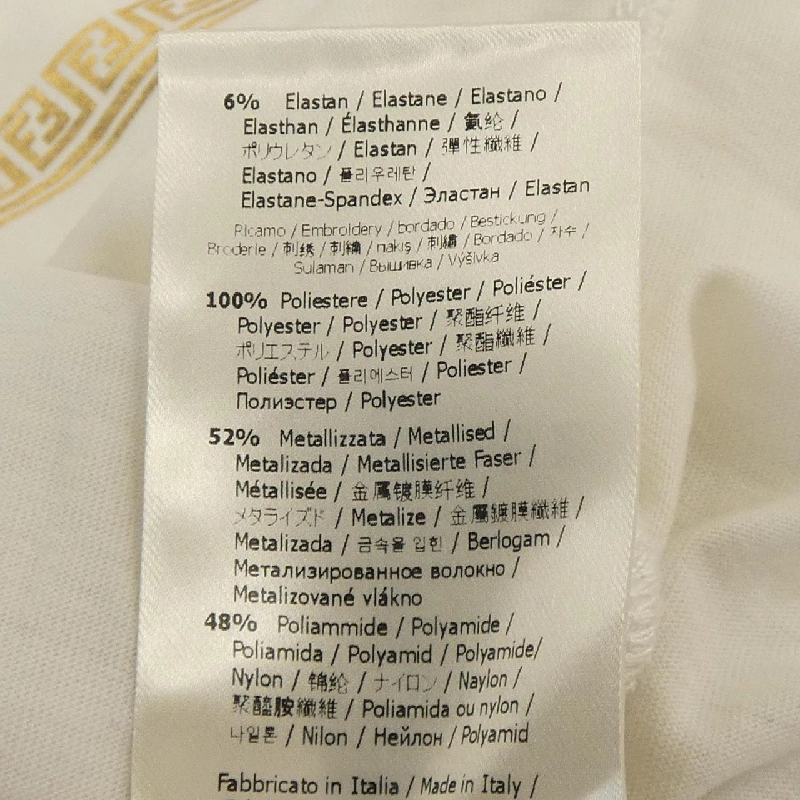 6% Elastan / Elastane / Elastano /
Elasthan / Élasthanne / 氨纶 /
ポリウレタン / Elastan / 彈性纖維 /
Elastano / 폴리우레탄 /
Elastane-Spandex / Эластан / Elastan
Ricamo / Embroidery / bordado / Bestickung /
Broderie / 刺绣 / 刺繍 / nakış / 刺繡 / Bordado / 자수 /
Sulaman / Вышивка / Výšivka
100% Poliestere / Polyester / Poliéster /
Polyester / Polyester / 聚酯纤维 /
ポリエステル / Polyester / 聚酯纖維 /
Poliéster / 폴리에스터 / Poliester /
Полиэстер / Polyester
52% Metallizzata / Metallised /
Metalizada / Metallisierte Faser /
Métallisée / 金属镀膜纤维 /
メタライズド / Metalize / 金屬鍍膜纖維 /
Metalizada / 금속을 입힌 / Berlogam /
Метализированное волокно /
Metalizované vlákno
48% Poliammide / Polyamide /
Poliamida / Polyamid / Polyamide/
Nylon / 锦纶 / ナイロン / Naylon /
聚醯胺纖維 / Poliamida ou nylon /
나일론 / Nilon / Нейлон / Polyamid
Fabbricato in Italia / Made in Italy /